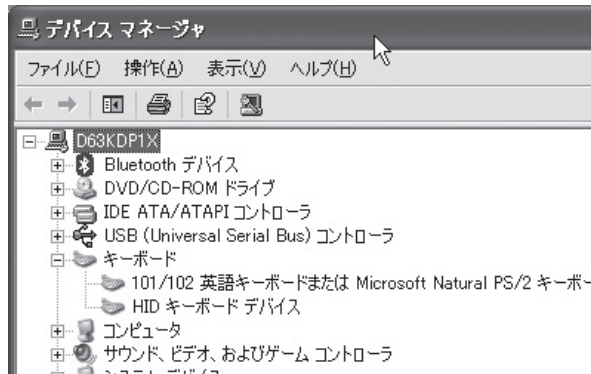 デバイス マネージャ
ファイル(F) 操作(A) 表示(V) ヘルプ(H)
D63KDP1X
Bluetooth デバイス
DVD/CD-ROM ドライブ
IDE ATA/ATAPI コントローラ
USB (Universal Serial Bus) コントローラ
キーボード
101/102 英語キーボードまたは Microsoft Natural PS/2 キーボー
HID キーボード デバイス
コンピュータ
サウンド、ビデオ、およびゲーム コントローラ